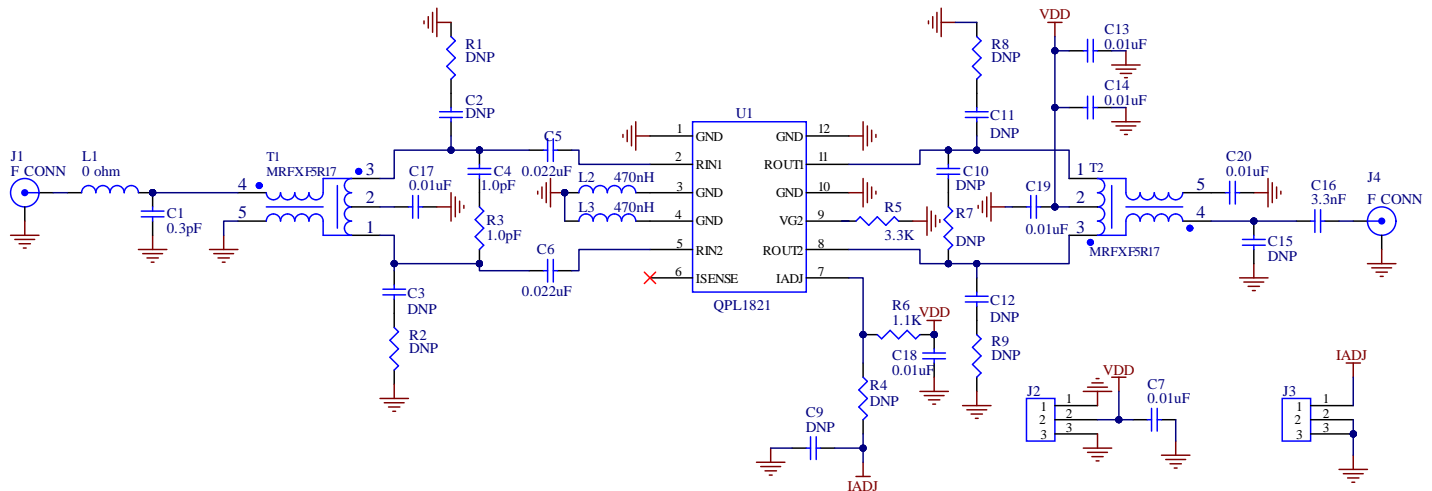 J1
F CONN
L1
0 ohm
C1
0.3pF
T1
MRFXF5R17
4
5
3
2
1
C17
0.01uF
R1
DNP
C2
DNP
C4
1.0pF
R3
1.0pF
C3
DNP
R2
DNP
C5
0.022uF
C6
0.022uF
L2
470nH
L3
470nH
U1
1
GND
2
RIN1
3
GND
4
GND
5
RIN2
6
ISENSE
GND
12
ROUT1
11
GND
10
VG2
9
ROUT2
8
IADJ
7
QPL1821
R5
3.3K
R8
DNP
C11
DNP
C10
DNP
R7
DNP
C12
DNP
R9
DNP
R6
1.1K
VDD
C18
0.01uF
R4
DNP
C9
DNP
IADJ
VDD
C13
0.01uF
C14
0.01uF
C19
0.01uF
T2
1
2
3
MRFXF5R17
5
4
C20
0.01uF
C16
3.3nF
C15
DNP
J4
F CONN
J2
1
2
3
1
2
3
VDD
C7
0.01uF
J3
1
2
3
1
2
3
IADJ